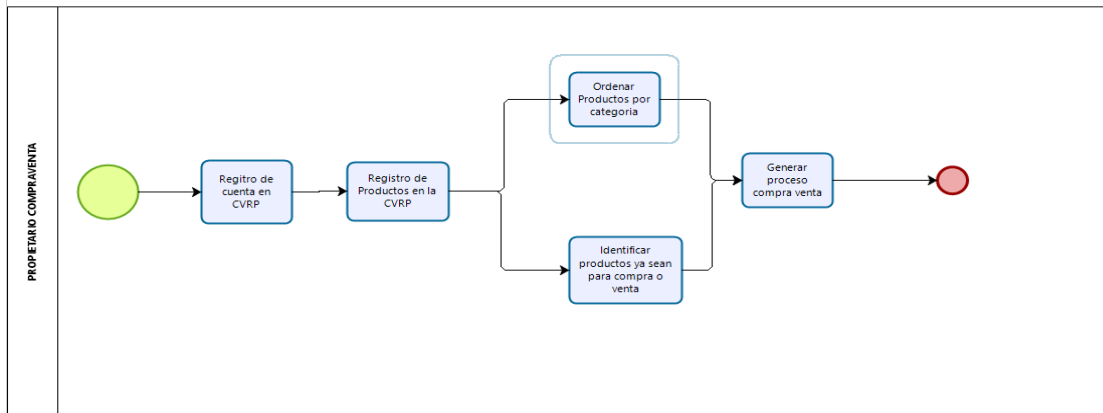 PROPIETARIO COMPRAVENTA
Regitro de
cuenta en
CVRP
Registro de
Productos en la
CVRP
Ordenar
Productos por
categoria
Identificar
productos ya sean
para compra o
venta
Generar
proceso
compra venta